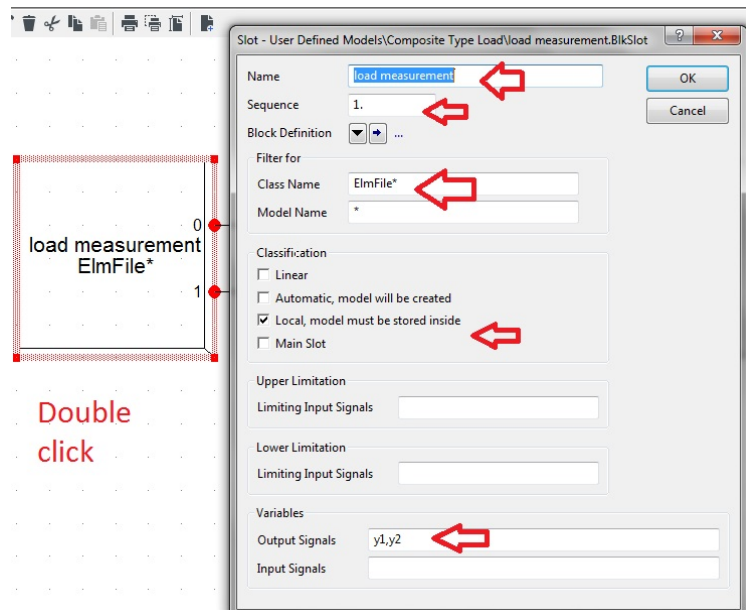 Slot - User Defined Models\Composite Type Load\load measurement.BlkSlot
Name load measurement
OK
Sequence 1.
Cancel
Block Definition ...
Filter for
Class Name ElmFile*
Model Name *
0
load measurement
ElmFile*
1
Classification
Linear
Automatic, model will be created
Local, model must be stored inside
Main Slot
Double
click
Upper Limitation
Limiting Input Signals
Lower Limitation
Limiting Input Signals
Variables
Output Signals y1,y2
Input Signals